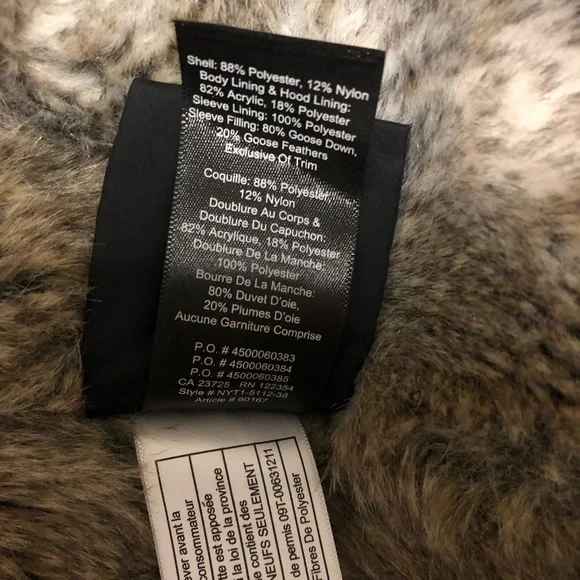 Shell: 88% Polyester, 12% Nylon
Body Lining & Hood Lining:
82% Acrylic, 18% Polyester
Sleeve Lining: 100% Polyester
Sleeve Filling: 80% Goose Down,
20% Goose Feathers
Exclusive Of Trim
Coquille: 88% Polyester,
12% Nylon
Doublure Au Corps &
Doublure Du Capuchon:
82% Acrylique, 18% Polyester
Doublure De La Manche:
100% Polyester
Bourre De La Manche:
80% Duvet D'oie,
20% Plumes D'oie
Aucune Garniture Comprise
P.O. # 4500060383
P.O. # 4500060384
P.O. # 4500060385
CA 23725 RN 122354
Style # NYT1-5112-36
Article # 60167
ever avant la
consommateur
tte est apposée
à la loi de la province
e contient des
NEUFS SEULEMENT
de permis 09T-00631211
Fibres De Polyester